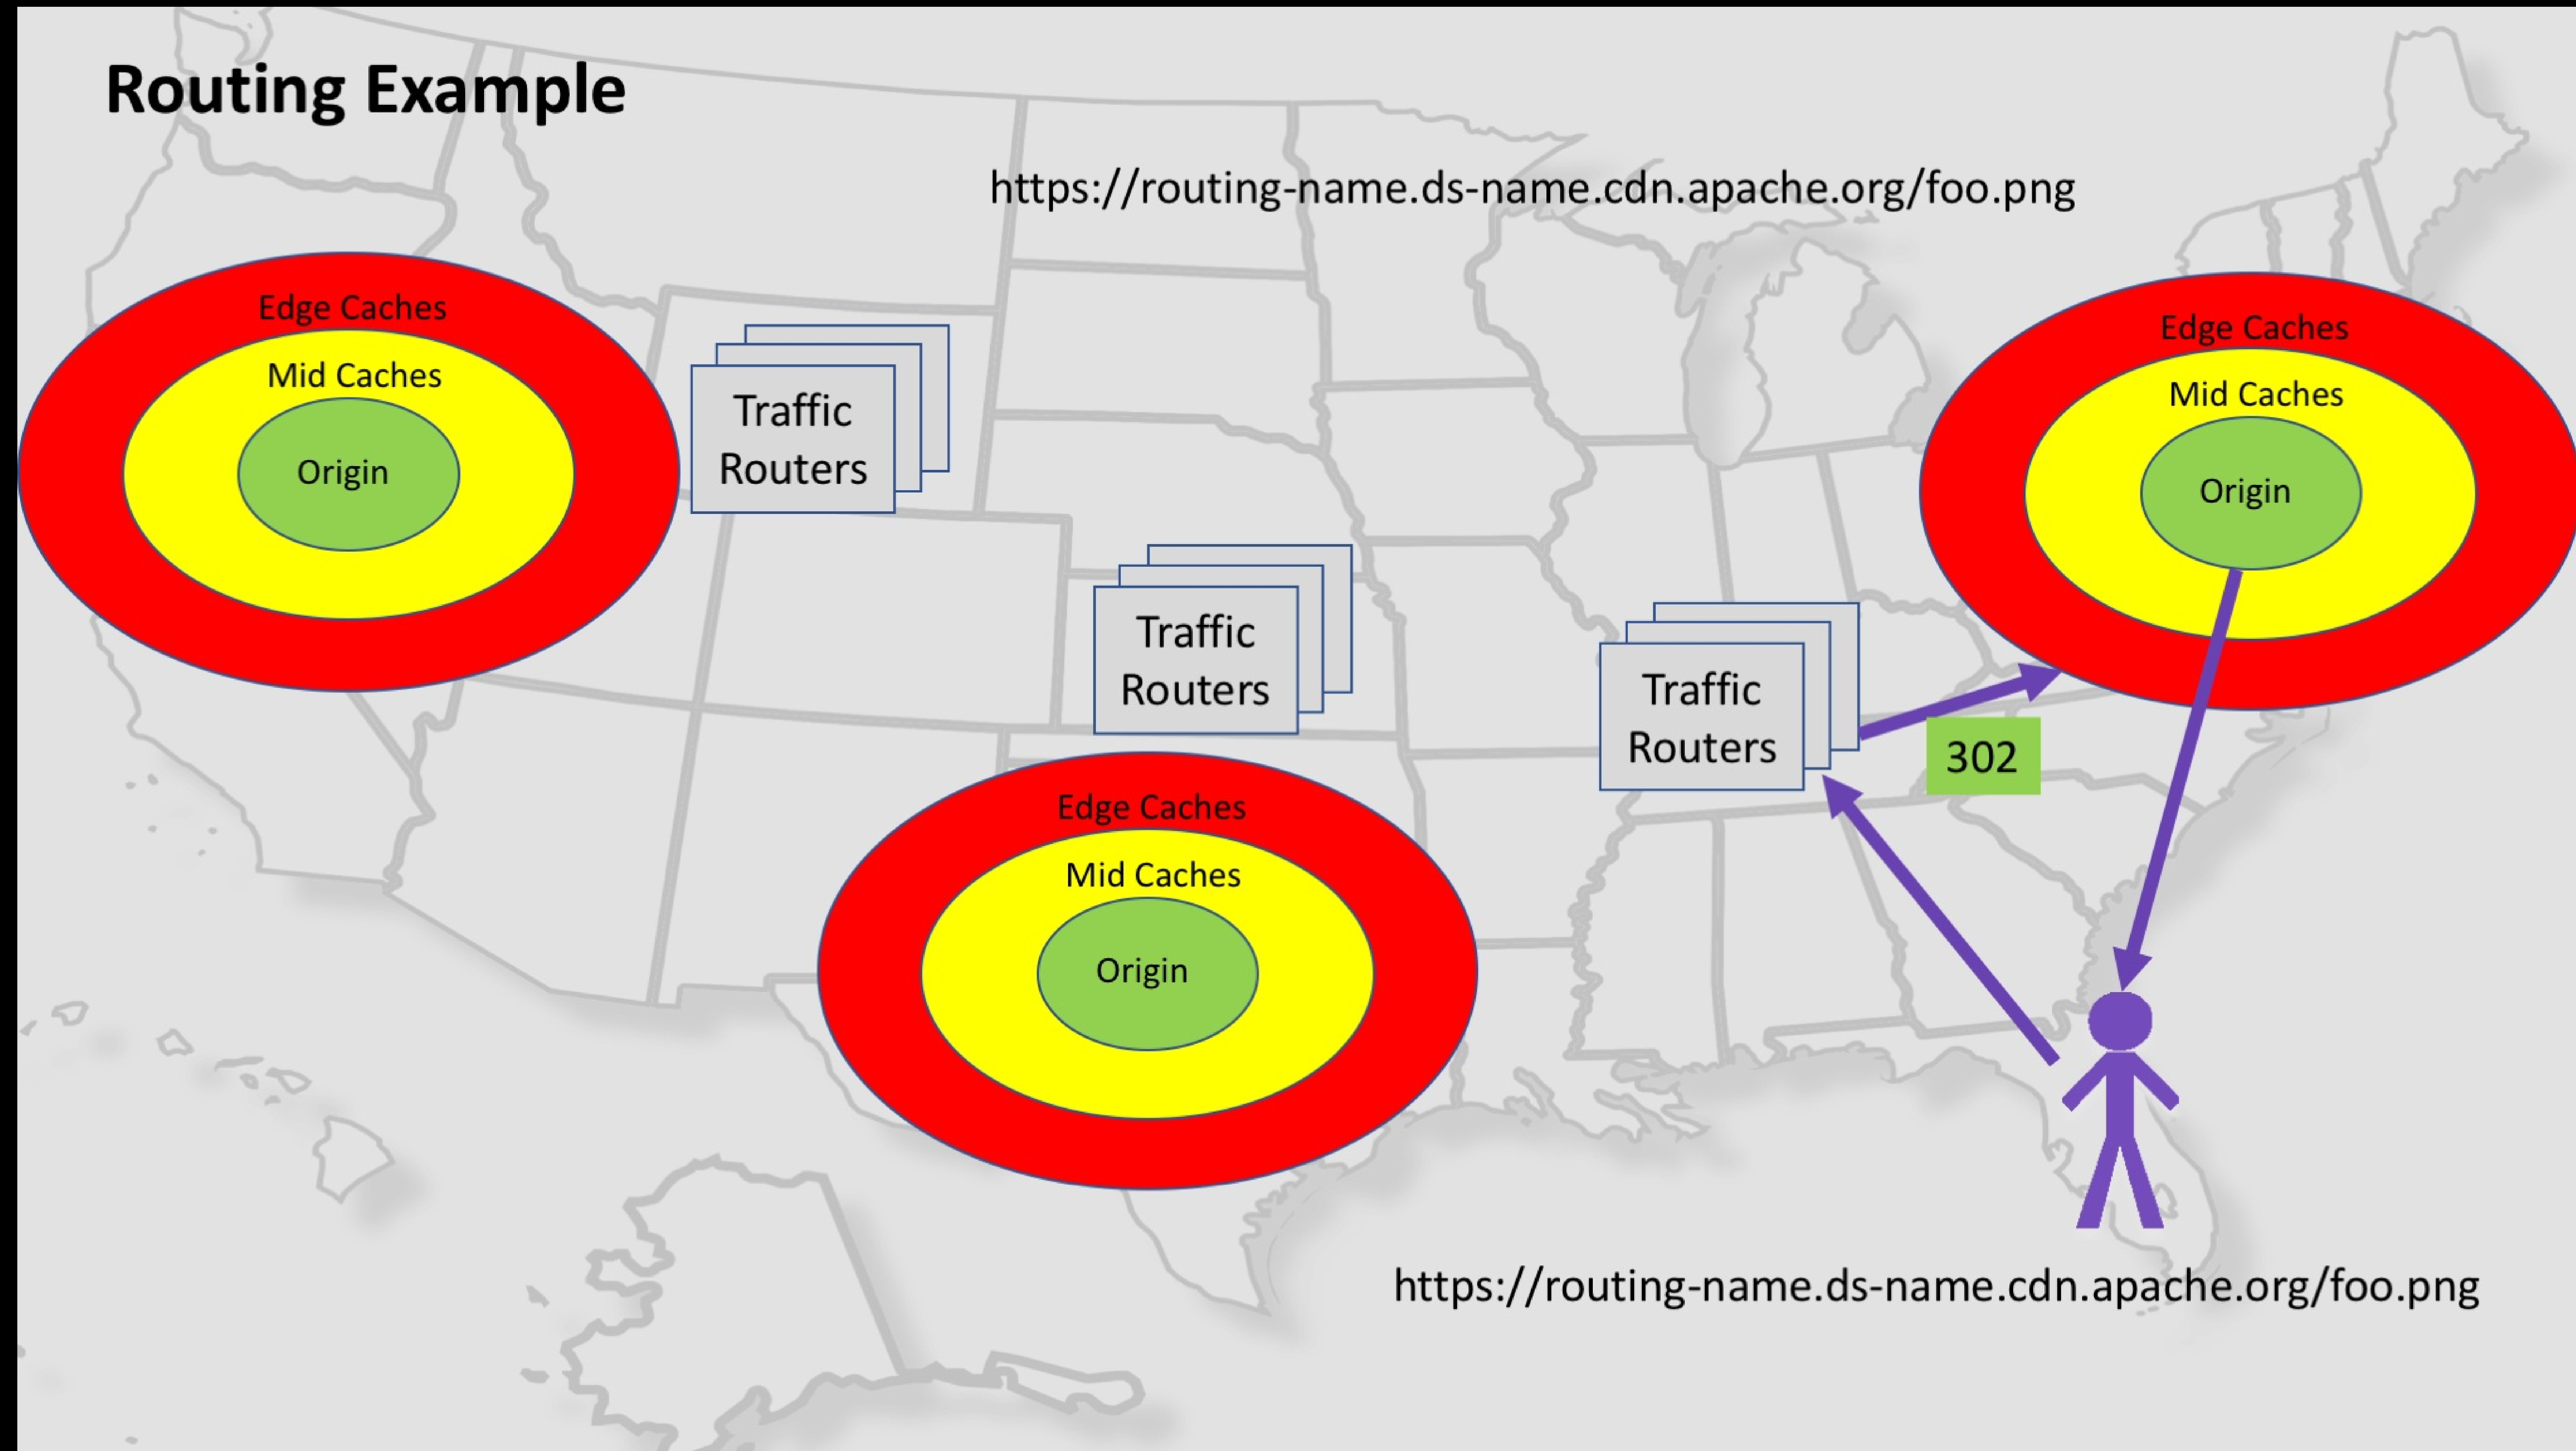 Routing Example
https://routing-name.ds-name.cdn.apache.org/foo.png
Edge Caches
Mid Caches
Origin
Traffic
Routers
Traffic
Routers
Edge Caches
Mid Caches
Origin
Traffic
Routers
302
Edge Caches
Mid Caches
Origin
https://routing-name.ds-name.cdn.apache.org/foo.png